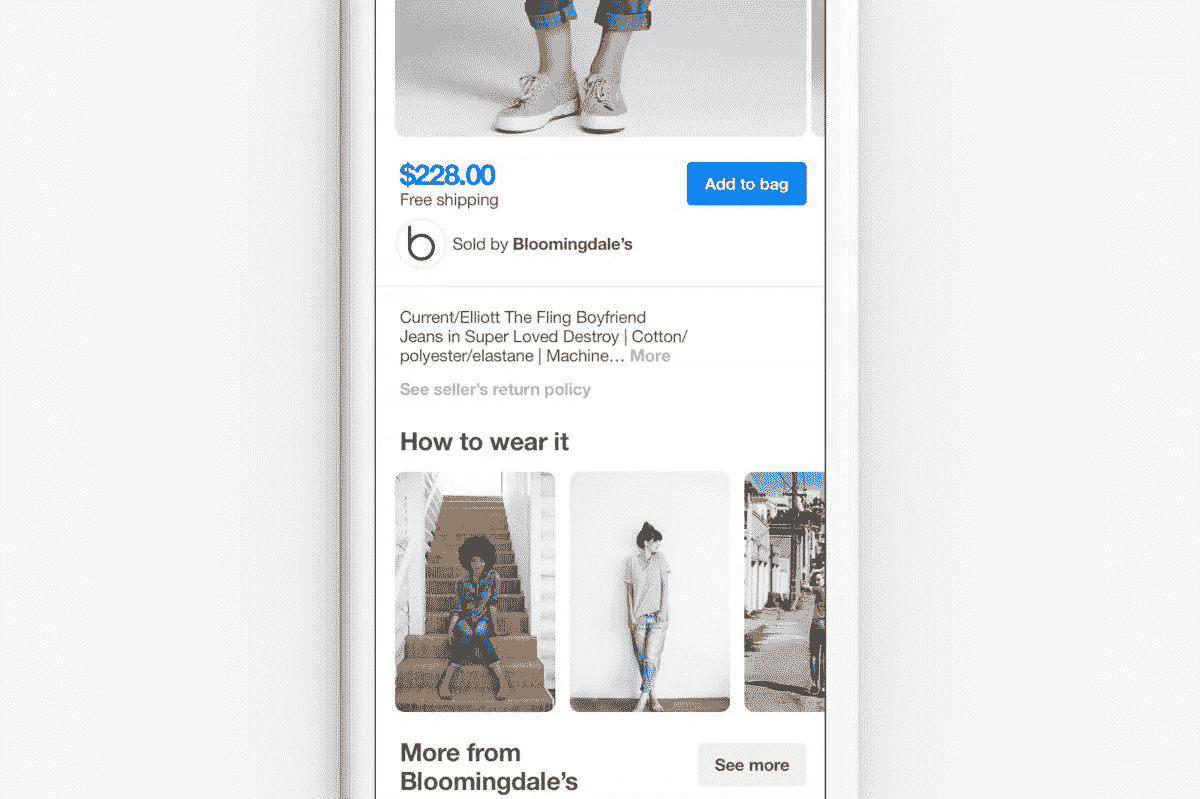 $228.00
Add to bag
Free shipping
b
Sold by Bloomingdale's
Current/Elliott The Fling Boyfriend
Jeans in Super Loved Destroy | Cotton/
polyester/elastane | Machine… More
See seller's return policy
How to wear it
More from
Bloomingdale's
See more